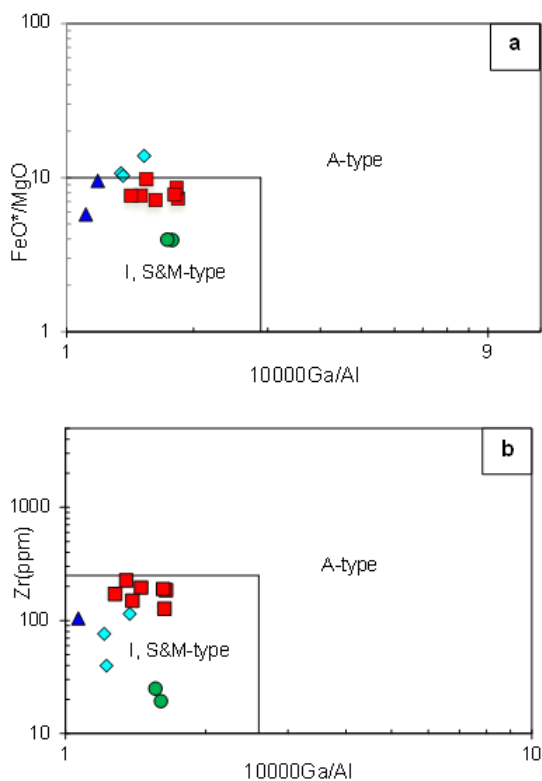 100
a
A-type
FeO*/MgO
10
I, S&M-type
1
1
9
10000Ga/Al
b
1000
Zr(ppm)
A-type
100
I, S&M-type
10
1
10
10000Ga/Al